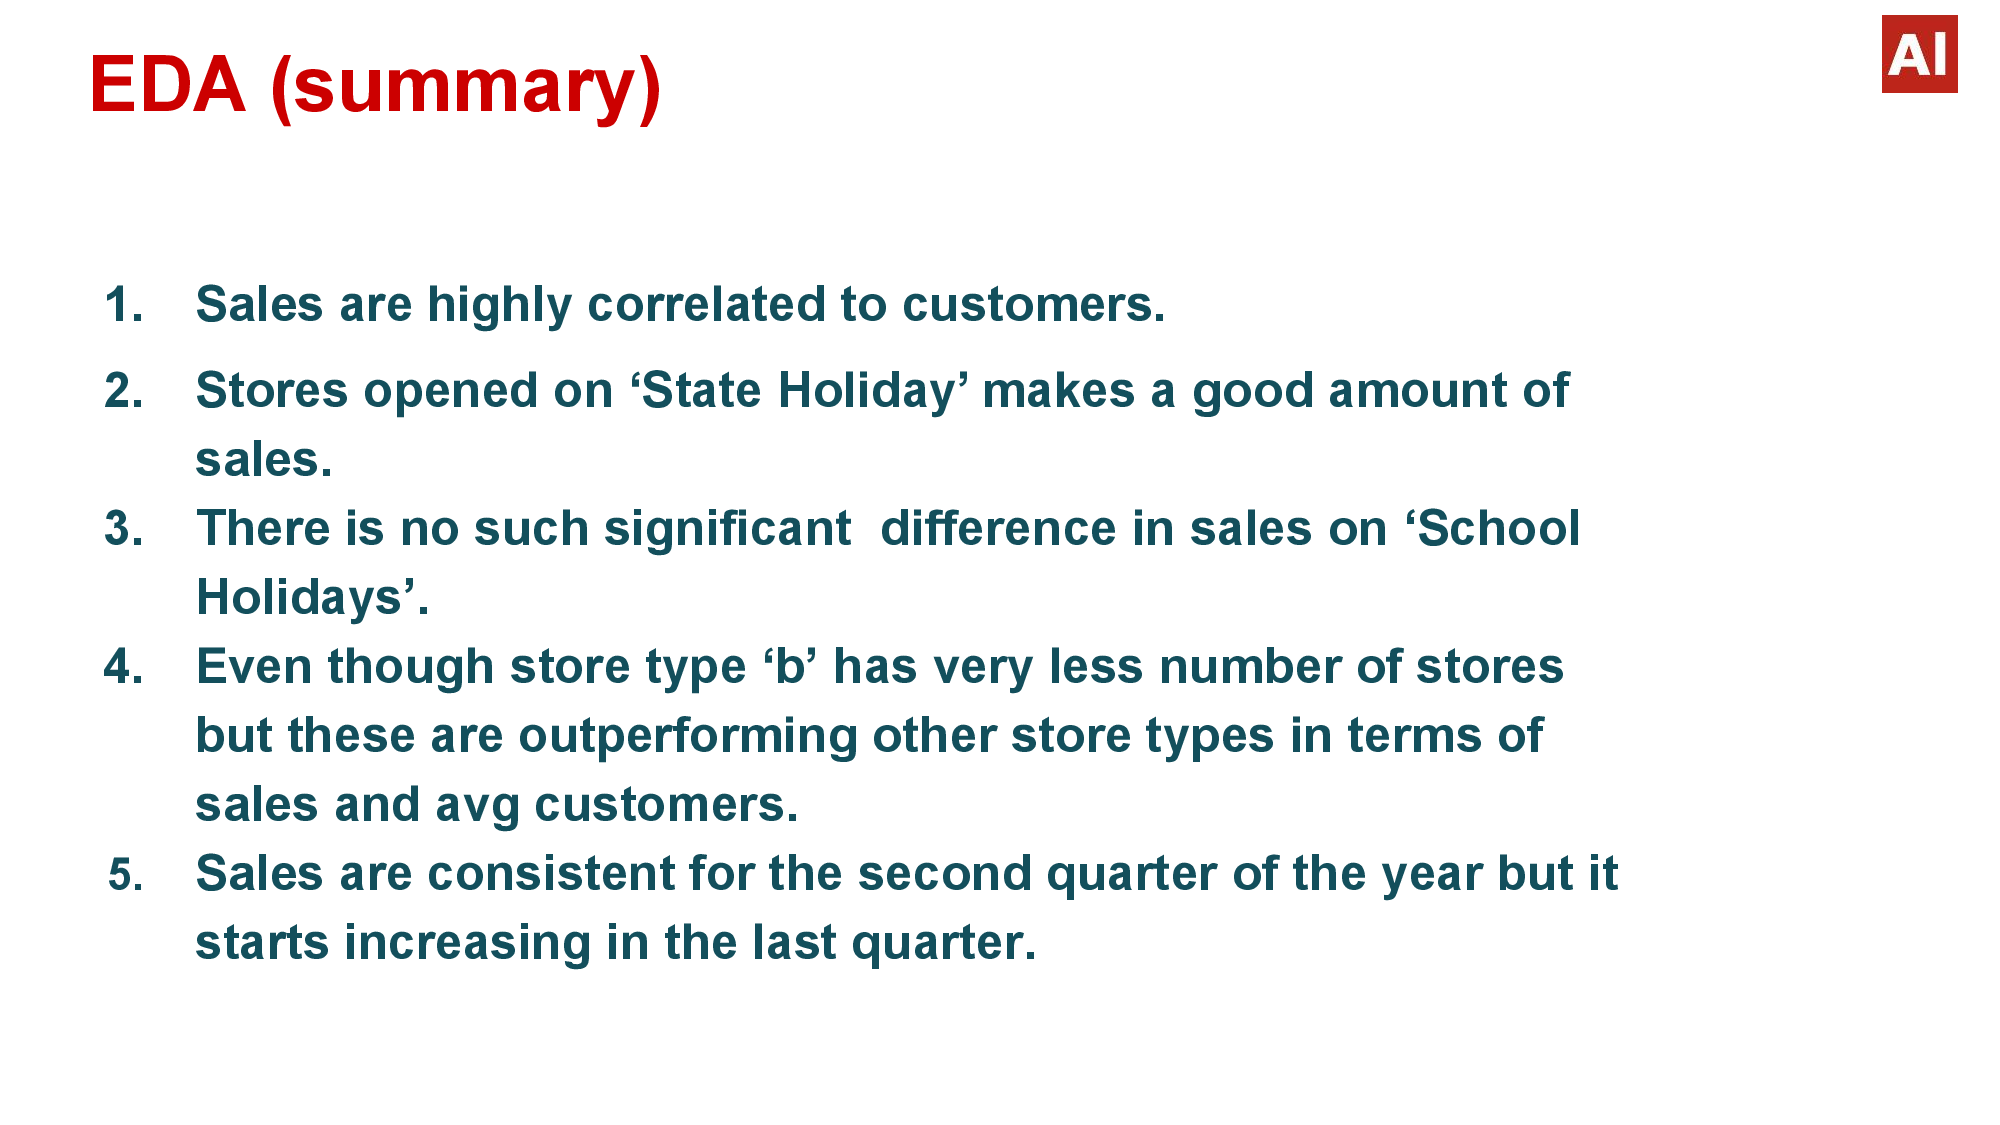 EDA (summary)
AI
1. Sales are highly correlated to customers.
2. Stores opened on ‘State Holiday’ makes a good amount of
sales.
3. There is no such significant  difference in sales on ‘School
Holidays’.
4. Even though store type ‘b’ has very less number of stores
but these are outperforming other store types in terms of
sales and avg customers.
5. Sales are consistent for the second quarter of the year but it
starts increasing in the last quarter.